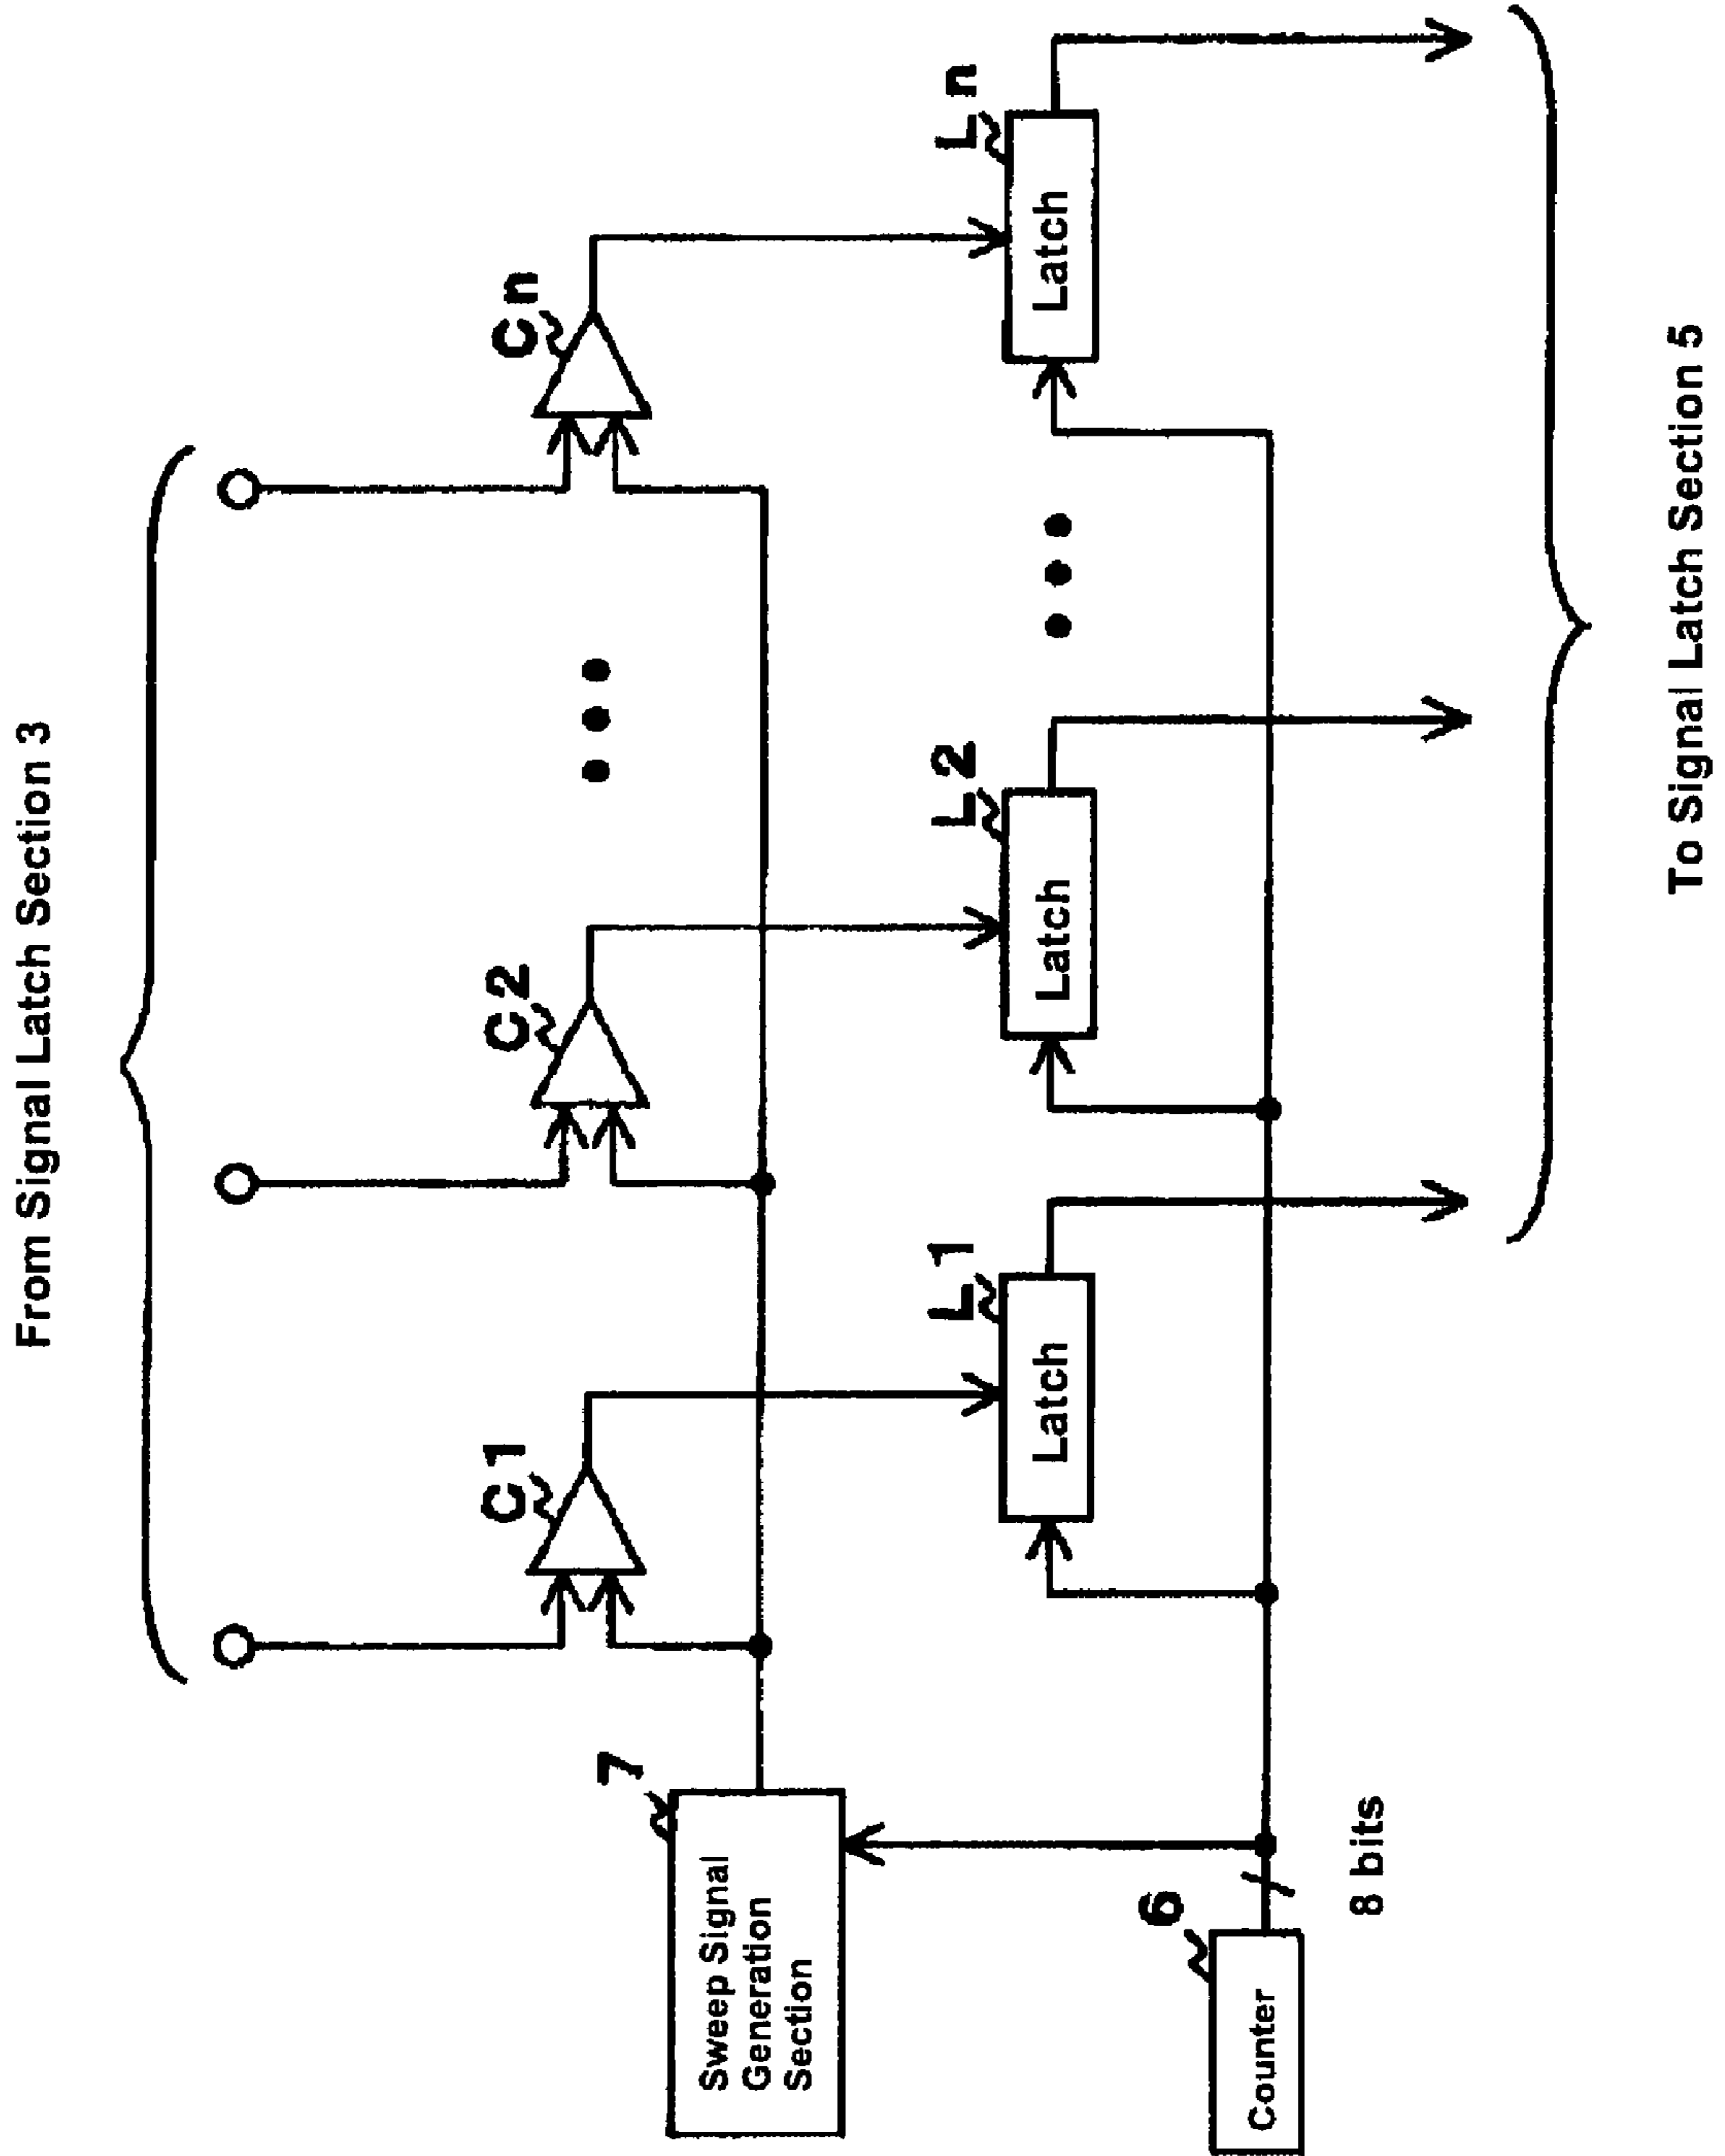 From Signal Latch Section 3
C1
C2
Cn
7
Sweep Signal
Generation
Section
L1
Latch
L2
Latch
Ln
Latch
6
Counter
8 bits
To Signal Latch Section 5